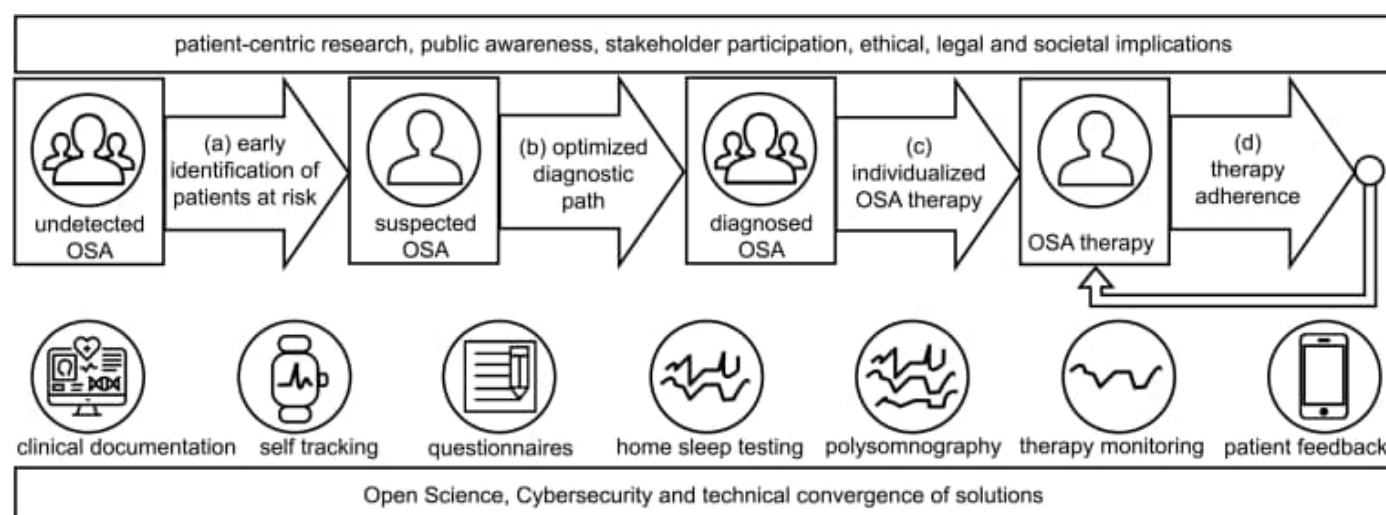 patient-centric research, public awareness, stakeholder participation, ethical, legal and societal implications
undetected
OSA
(a) early
identification of
patients at risk
suspected
OSA
(b) optimized
diagnostic
path
diagnosed
OSA
(c)
individualized
OSA therapy
OSA therapy
(d)
therapy
adherence
clinical documentation
self tracking
questionnaires
home sleep testing
polysomnography
therapy monitoring
patient feedback
Open Science, Cybersecurity and technical convergence of solutions